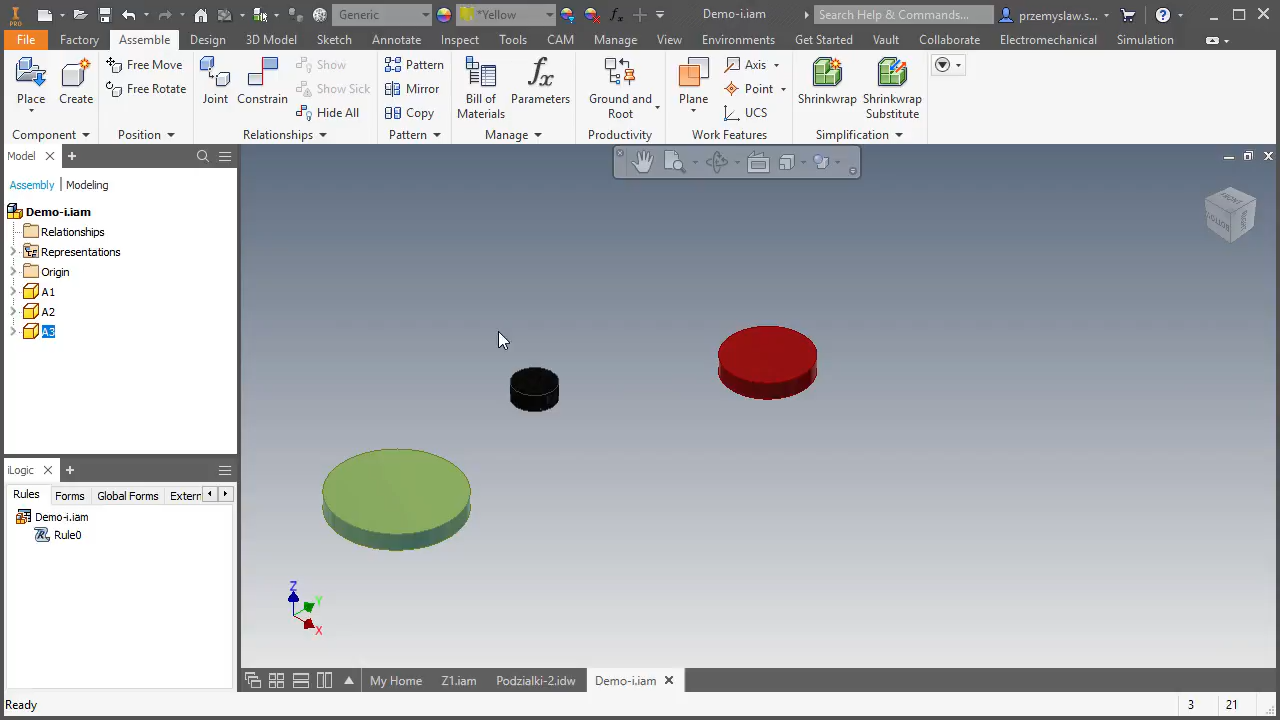 PRO
Generic
*Yellow
Demo-i.iam
Search Help & Commands...
przemyslaw.s...
File
Factory
Assemble
Design
3D Model
Sketch
Annotate
Inspect
Tools
CAM
Manage
View
Environments
Get Started
Vault
Collaborate
Electromechanical
Simulation
Place
Create
Free Move
Free Rotate
Joint
Constrain
Show
Show Sick
Hide All
Pattern
Mirror
Copy
Bill of
Materials
Parameters
Ground and
Root
Plane
Axis
Point
UCS
Shrinkwrap
Shrinkwrap
Substitute
Component
Position
Relationships
Pattern
Manage
Productivity
Work Features
Simplification
Model
Assembly
Modeling
Demo-i.iam
Relationships
Representations
Origin
A1
A2
A3
FRONT
RIGHT
BOTTOM
iLogic
Rules
Forms
Global Forms
Extern
Demo-i.iam
Rule0
Z
Y
X
My Home
Z1.iam
Podzialki-2.idw
Demo-i.iam
Ready
3
21